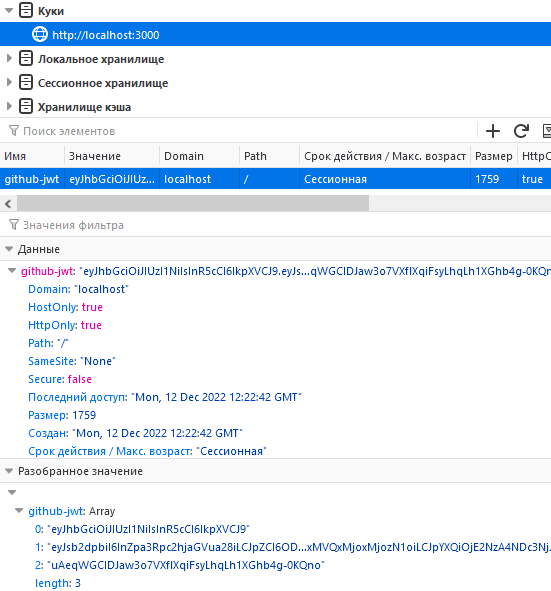 Куки
http://localhost:3000
Локальное хранилище
Сессионное хранилище
Хранилище кэша
Поиск элементов
Имя Значение Domain Path Срок действия / Макс. возраст Размер HttpO
github-jwt eyJhbGciOiJIUz... localhost / Сессионная 1759 true
Значения фильтра
Данные
github-jwt: "eyJhbGciOiJIUzI1NiIsInR5cCI6IkpXVCJ9.eyJs...qWGCIDJaw3o7VXfIXqiFsyLhqLh1XGhb4g-0KQn
Domain: "localhost"
HostOnly: true
HttpOnly: true
Path: "/"
SameSite: "None"
Secure: false
Последний доступ: "Mon, 12 Dec 2022 12:22:42 GMT"
Размер: 1759
Создан: "Mon, 12 Dec 2022 12:22:42 GMT"
Срок действия / Макс. возраст: "Сессионная"
Разобранное значение
github-jwt: Array
0: "eyJhbGciOiJIUzI1NiIsInR5cCI6IkpXVCJ9"
1: "eyJsb2dpbiI6InZpa3Rpc2hjaGVua28iLCJpZCI6OD...xMVQxMjoxMjozN1oiLCJpYXQiOjE2NzA4NDc3Nj.
2: "uAeqWGCIDJaw3o7VXfIXqiFsyLhqLh1XGhb4g-0KQno"
length: 3